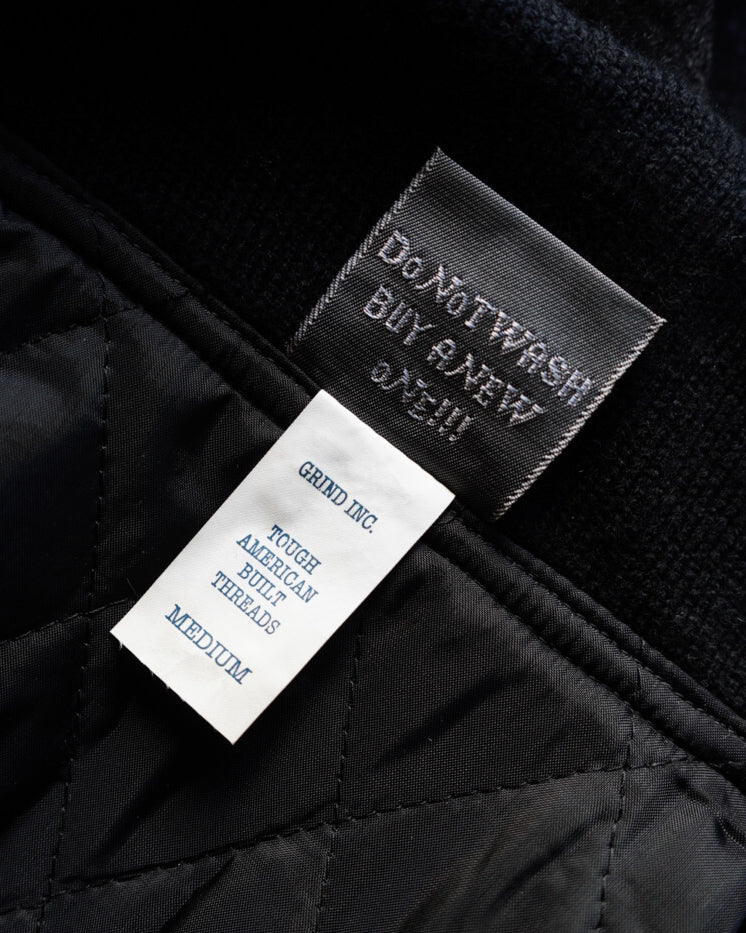 Do NoT WASH
BUY A NEW
oNE!!!
GRIND INC.
TOUGH
AMERICAN
BUILT
THREADS
MEDIUM